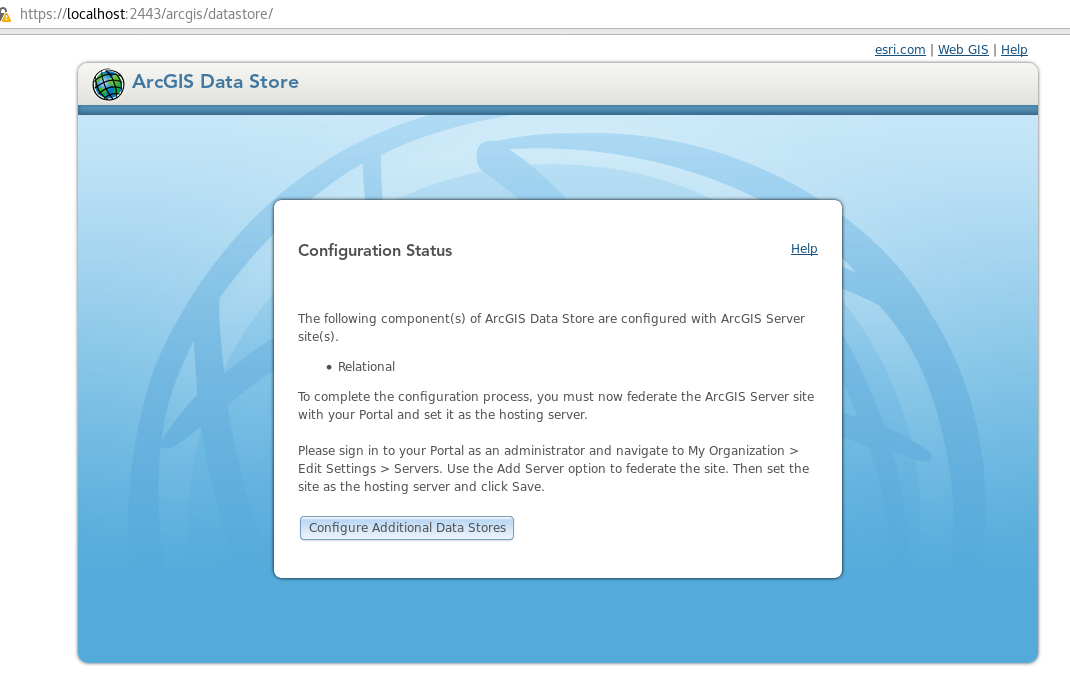 https://localhost:2443/arcgis/datastore/
esri.com | Web GIS | Help
ArcGIS Data Store
Configuration Status
Help
The following component(s) of ArcGIS Data Store are configured with ArcGIS Server
site(s).
• Relational
To complete the configuration process, you must now federate the ArcGIS Server site
with your Portal and set it as the hosting server.
Please sign in to your Portal as an administrator and navigate to My Organization >
Edit Settings > Servers. Use the Add Server option to federate the site. Then set the
site as the hosting server and click Save.
Configure Additional Data Stores